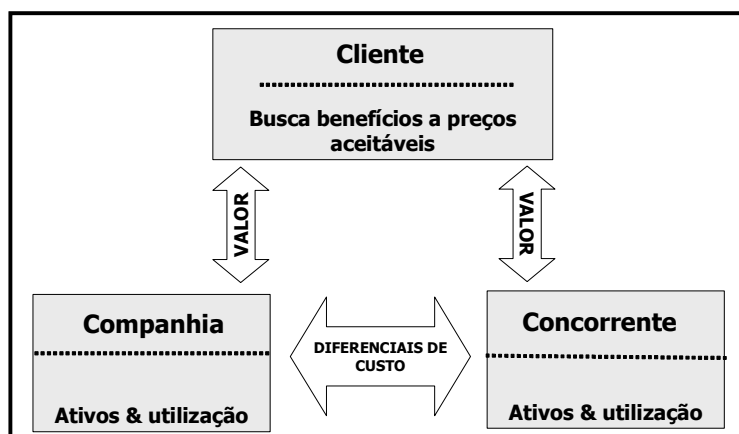 Cliente
Busca benefícios a preços
aceitáveis
VALOR
VALOR
Companhia
Ativos & utilização
DIFERENCIAIS DE
CUSTO
Concorrente
Ativos & utilização